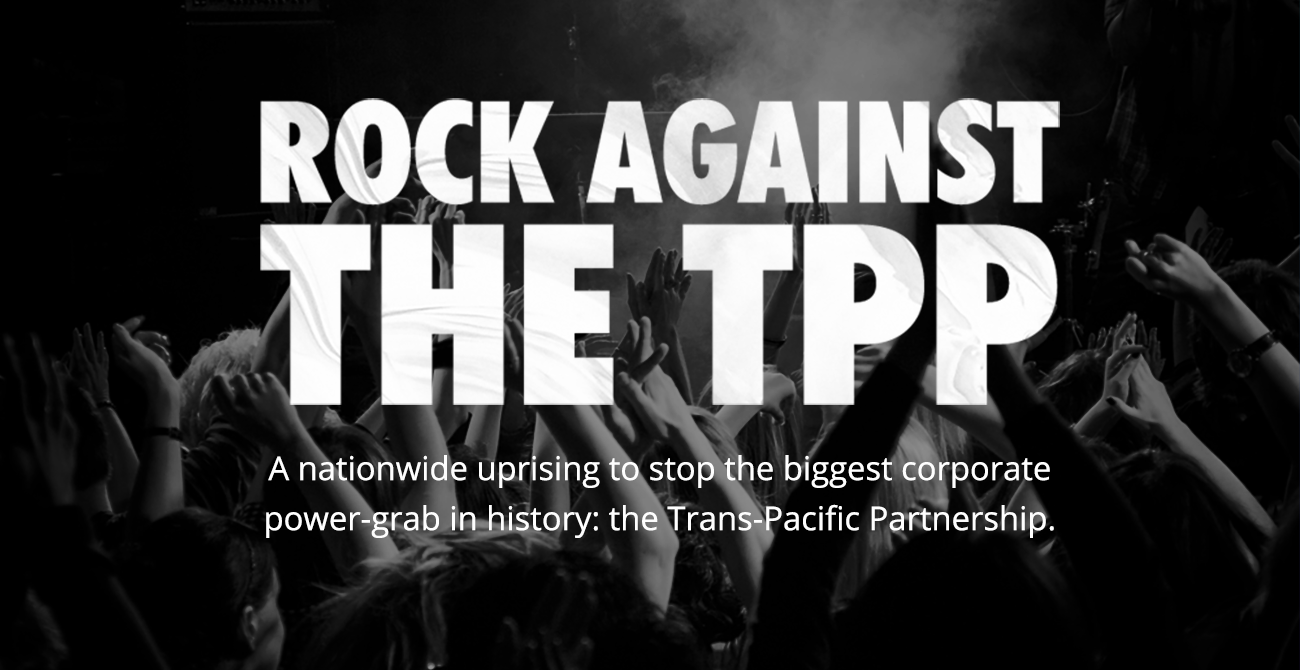 ROCK AGAINST
THE TPP
A nationwide uprising to stop the biggest corporate
power-grab in history: the Trans-Pacific Partnership.